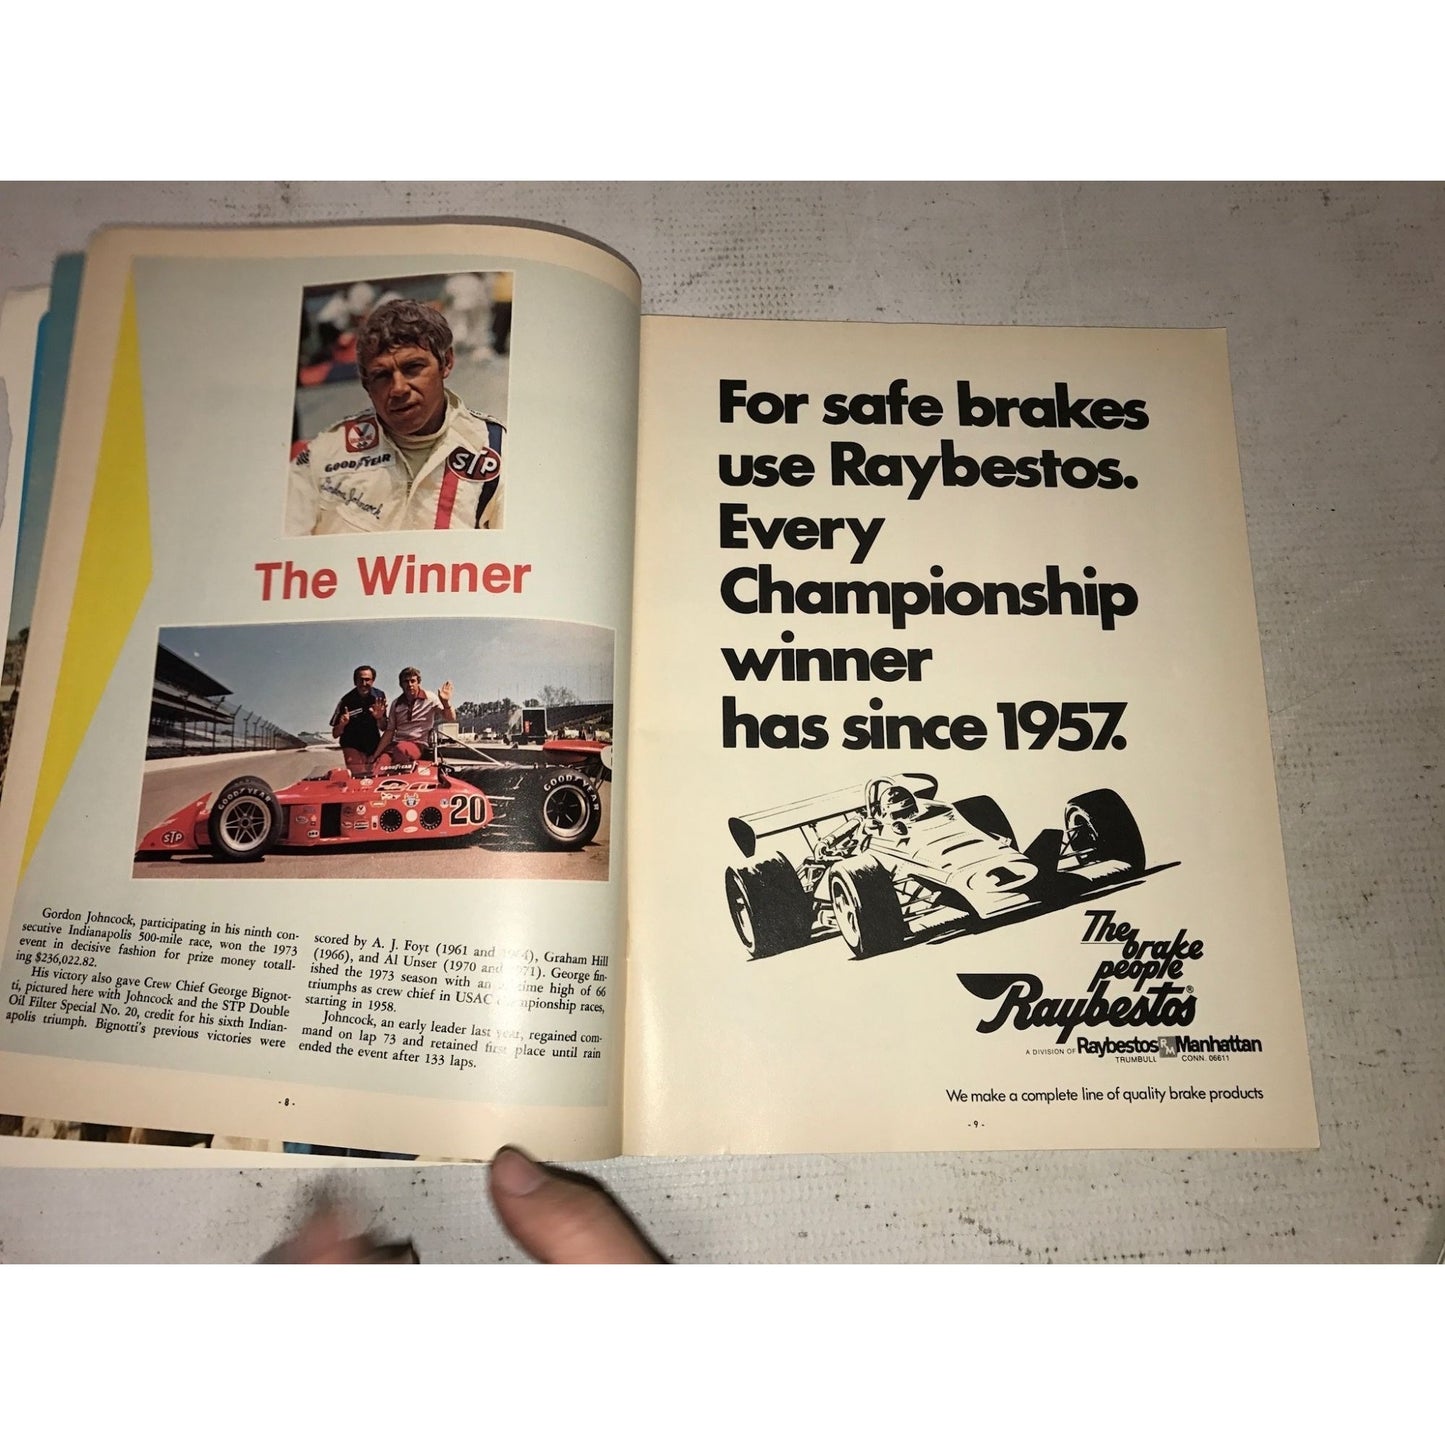 GOODYEAR
STP
Gordon Johncock
The Winner
GOODYEAR
GOODYEAR
20
STP
Gordon Johncock, participating in his ninth con-
secutive Indianapolis 500-mile race, won the 1973
event in decisive fashion for prize money totall-
ing $236,022.82.
His victory also gave Crew Chief George Bignot-
ti, pictured here with Johncock and the STP Double
Oil Filter Special No. 20, credit for his sixth Indian-
apolis triumph. Bignotti's previous victories were
scored by A. J. Foyt (1961 and
(1966), and Al Unser (1970 and
ished the 1973 season with an
high of 66
triumphs as crew chief in USAC
races,
starting in 1958.
Johncock, an early leader last year, regained com-
mand on lap 73 and retained first place until rain
ended the event after 133 laps.
, Graham Hill
George fin-
- 8 -
For safe brakes
use Raybestos.
Every
Championship
winner
has since 1957.
1
The
brake
people
Raybestos®
A DIVISION OF Raybestos RM Manhattan
TRUMBULL CONN. 06611
We make a complete line of quality brake products
- 9 -